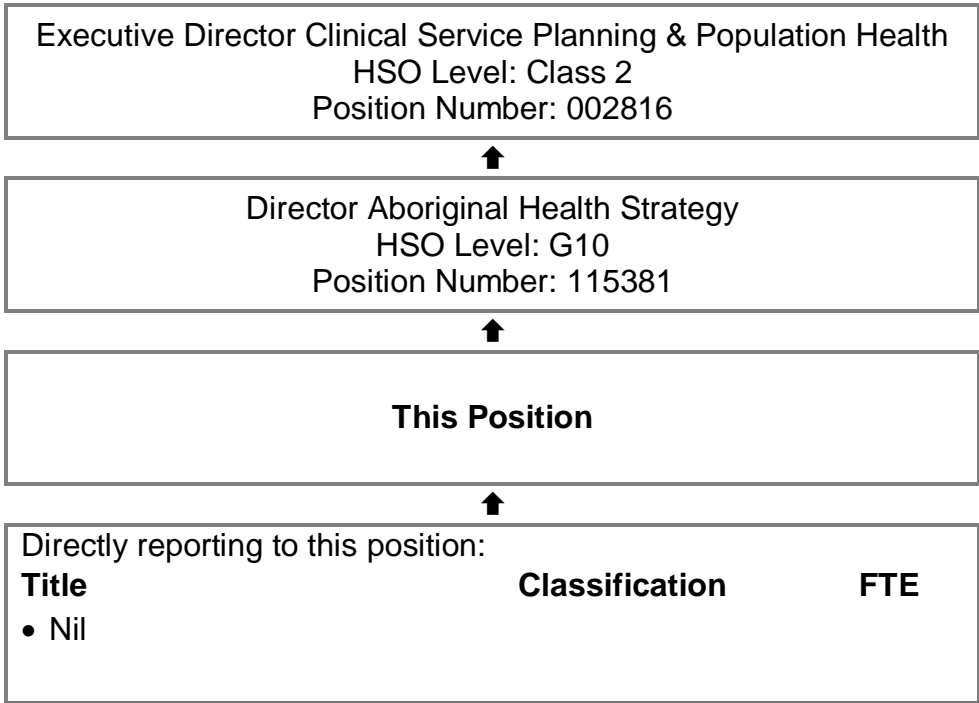 Executive Director Clinical Service Planning & Population Health
HSO Level: Class 2
Position Number: 002816
Director Aboriginal Health Strategy
HSO Level: G10
Position Number: 115381
This Position
Directly reporting to this position:
Title Classification FTE
• Nil